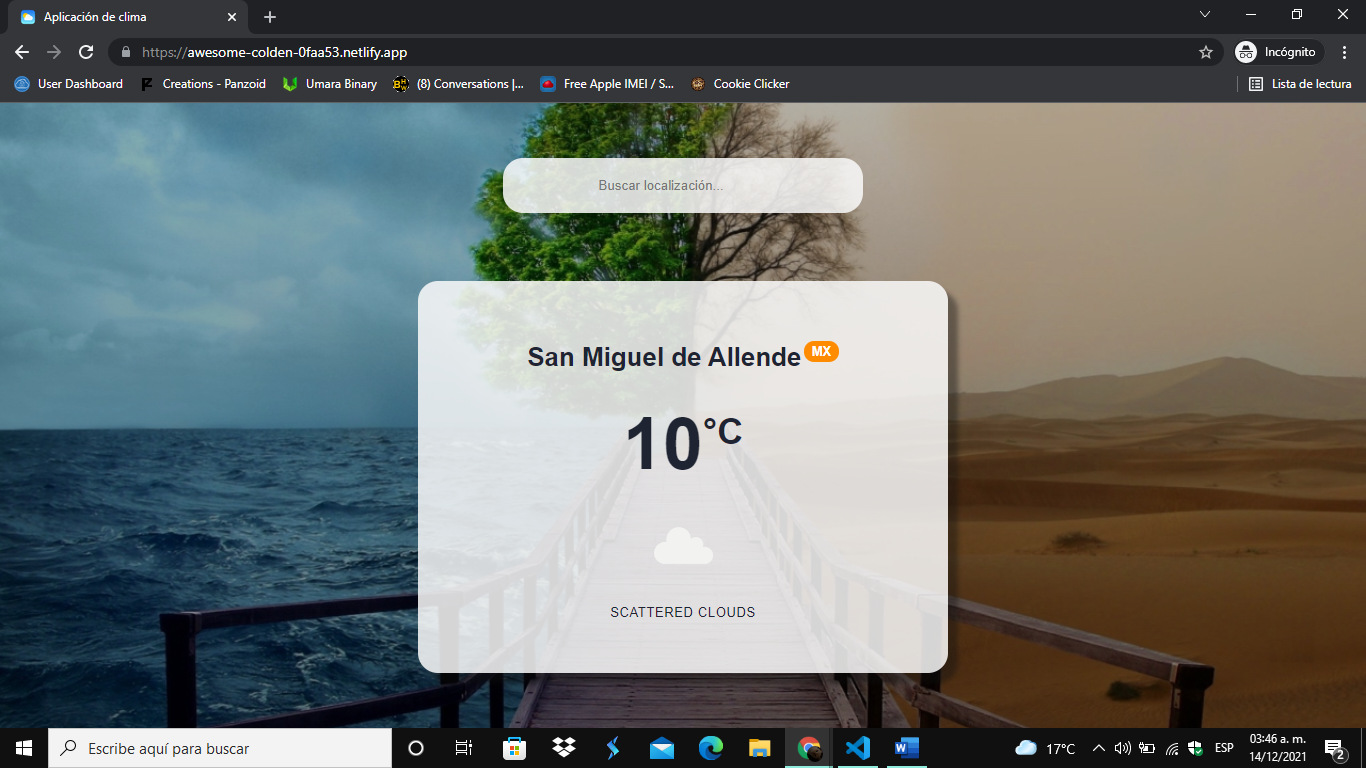 Aplicación de clima
https://awesome-colden-0faa53.netlify.app
Incógnito
User Dashboard
Creations - Panzoid
Umara Binary
(8) Conversations |...
Free Apple IMEI / S...
Cookie Clicker
Lista de lectura
Buscar localización...
San Miguel de Allende MX
10°C
SCATTERED CLOUDS
Escribe aquí para buscar
17°C
ESP
03:46 a. m.
14/12/2021
2